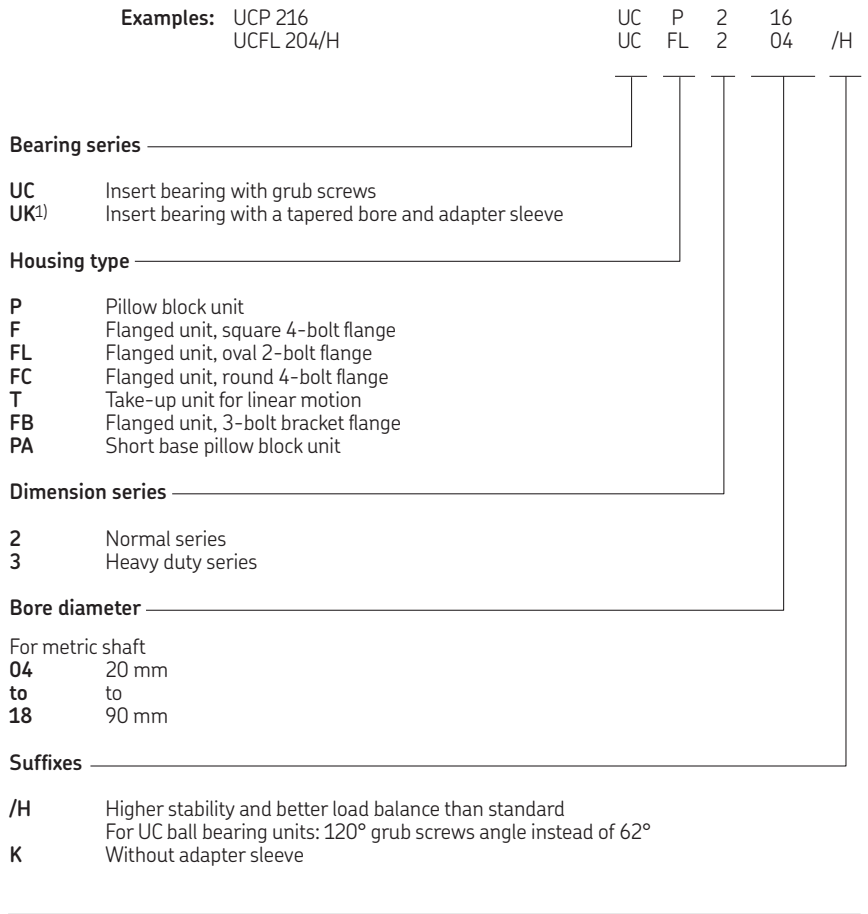 Examples: UCP 216 UC P 2 16
UCFL 204/H UC FL 2 04 /H
Bearing series
UC Insert bearing with grub screws
UK1) Insert bearing with a tapered bore and adapter sleeve
Housing type
P Pillow block unit
F Flanged unit, square 4-bolt flange
FL Flanged unit, oval 2-bolt flange
FC Flanged unit, round 4-bolt flange
T Take-up unit for linear motion
FB Flanged unit, 3-bolt bracket flange
PA Short base pillow block unit
Dimension series
2 Normal series
3 Heavy duty series
Bore diameter
For metric shaft
04 20 mm
to to
18 90 mm
Suffixes
/H Higher stability and better load balance than standard
For UC ball bearing units: 120° grub screws angle instead of 62°
K Without adapter sleeve